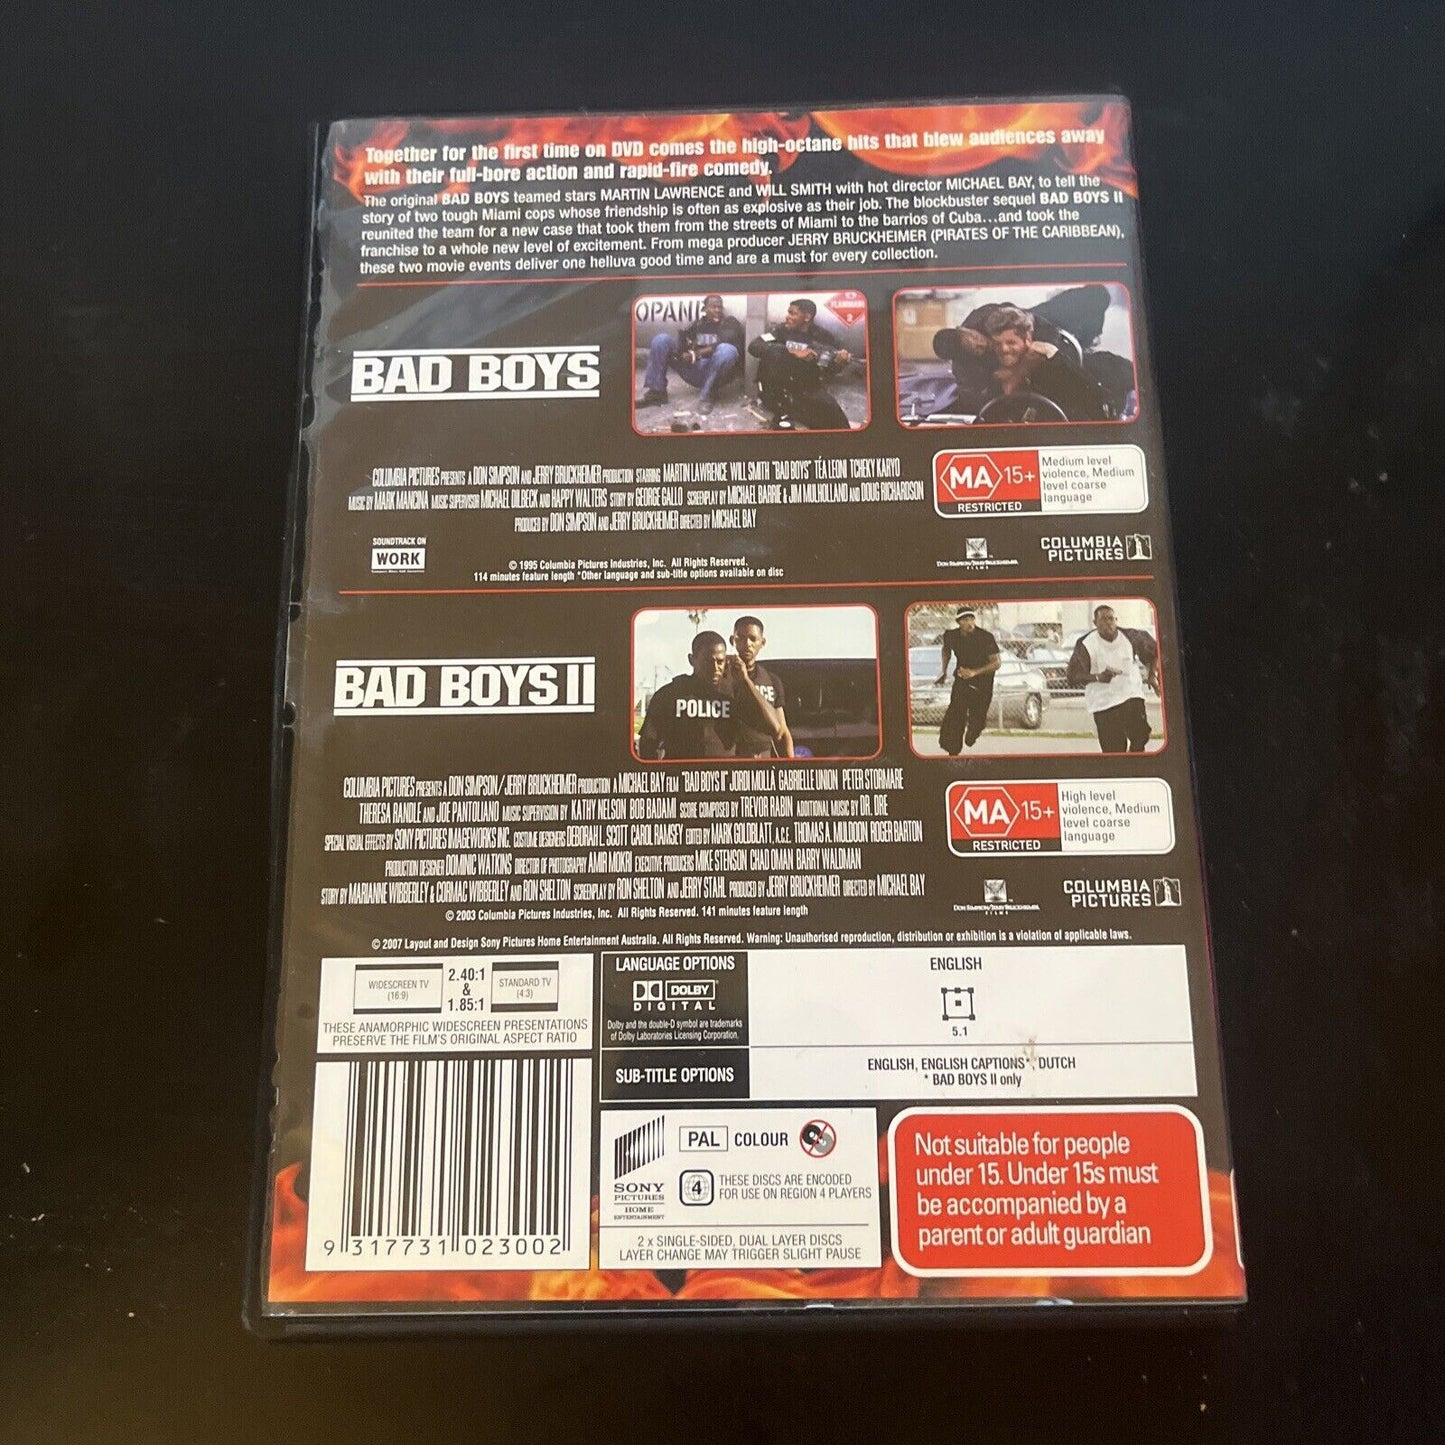 Together for the first time on DVD comes the high-octane hits that blew audiences away
with their full-bore action and rapid-fire comedy.
The original BAD BOYS teamed stars MARTIN LAWRENCE and WILL SMITH with hot director MICHAEL BAY, to tell the
story of two tough Miami cops whose friendship is often as explosive as their job. The blockbuster sequel BAD BOYS II
reunited the team for a new case that took them from the streets of Miami to the barrios of Cuba...and took the
franchise to a whole new level of excitement. From mega producer JERRY BRUCKHEIMER (PIRATES OF THE CARIBBEAN),
these two movie events deliver one helluva good time and are a must for every collection.
OPANE
FLAMMABLE
2
BAD BOYS
COLUMBIA PICTURES PRESENTS A DON SIMPSON AND JERRY BRUCKHEIMER PRODUCTION STARRING MARTIN LAWRENCE WILL SMITH "BAD BOYS" TÉA LEONI TCHEKY KARYO
MUSIC BY MARK MANCINA MUSIC SUPERVISOR MICHAEL DILBECK AND HAPPY WALTERS STORY BY GEORGE GALLO SCREENPLAY BY MICHAEL BARRIE & JIM MULHOLLAND AND DOUG RICHARDSON
PRODUCED BY DON SIMPSON AND JERRY BRUCKHEIMER DIRECTED BY MICHAEL BAY
MA 15+
RESTRICTED
Medium level
violence, Medium
level coarse
language
SOUNDTRACK ON
WORK
© 1995 Columbia Pictures Industries, Inc. All Rights Reserved.
114 minutes feature length *Other language and sub-title options available on disc
DON SIMPSON/JERRY BRUCKHEIMER
FILMS
COLUMBIA
PICTURES
BAD BOYS II
POLICE
ICE
COLUMBIA PICTURES PRESENTS A DON SIMPSON/JERRY BRUCKHEIMER PRODUCTION A MICHAEL BAY FILM "BAD BOYS II" JORDI MOLLÀ GABRIELLE UNION PETER STORMARE
THERESA RANDLE AND JOE PANTOLIANO MUSIC SUPERVISION BY KATHY NELSON BOB BADAMI SCORE COMPOSED BY TREVOR RABIN ADDITIONAL MUSIC BY DR. DRE
SPECIAL VISUAL EFFECTS BY SONY PICTURES IMAGEWORKS INC. COSTUME DESIGNERS DEBORAH L. SCOTT CAROL RAMSEY EDITED BY MARK GOLDBLATT, A.C.E. THOMAS A. MULDOON ROGER BARTON
PRODUCTION DESIGNER DOMINIC WATKINS DIRECTOR OF PHOTOGRAPHY AMIR MOKRI EXECUTIVE PRODUCERS MIKE STENSON CHAD OMAN BARRY WALDMAN
STORY BY MARIANNE WIBBERLEY & CORMAC WIBBERLEY AND RON SHELTON SCREENPLAY BY RON SHELTON AND JERRY STAHL PRODUCED BY JERRY BRUCKHEIMER DIRECTED BY MICHAEL BAY
MA 15+
RESTRICTED
High level
violence, Medium
level coarse
language
© 2003 Columbia Pictures Industries, Inc. All Rights Reserved. 141 minutes feature length
DON SIMPSON/JERRY BRUCKHEIMER
FILMS
COLUMBIA
PICTURES
© 2007 Layout and Design Sony Pictures Home Entertainment Australia. All Rights Reserved. Warning: Unauthorised reproduction, distribution or exhibition is a violation of applicable laws.
WIDESCREEN TV
(16:9)
2.40:1
&
1.85:1
STANDARD TV
(4:3)
THESE ANAMORPHIC WIDESCREEN PRESENTATIONS
PRESERVE THE FILM'S ORIGINAL ASPECT RATIO
LANGUAGE OPTIONS
DOLBY
DIGITAL
Dolby and the double-D symbol are trademarks
of Dolby Laboratories Licensing Corporation.
ENGLISH
5.1
SUB-TITLE OPTIONS
ENGLISH, ENGLISH CAPTIONS*, DUTCH
* BAD BOYS II only
9 317731 023002
SONY
PICTURES
HOME
ENTERTAINMENT
PAL COLOUR
4
THESE DISCS ARE ENCODED
FOR USE ON REGION 4 PLAYERS
2 x SINGLE-SIDED, DUAL LAYER DISCS
LAYER CHANGE MAY TRIGGER SLIGHT PAUSE
Not suitable for people
under 15. Under 15s must
be accompanied by a
parent or adult guardian